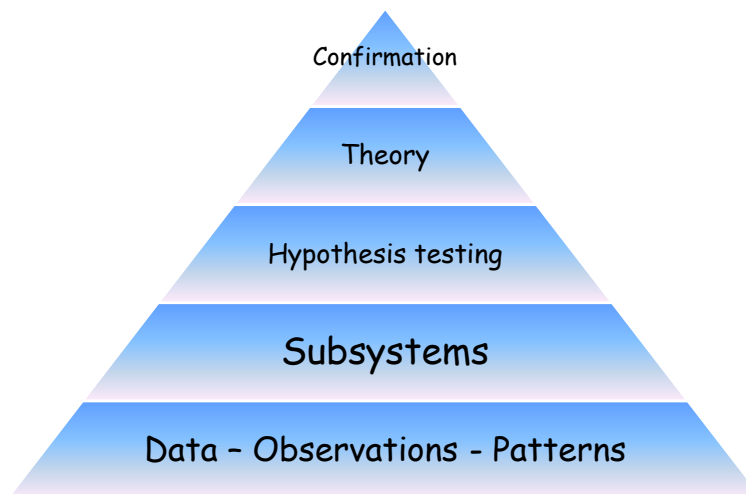 Confirmation
Theory
Hypothesis testing
Subsystems
Data – Observations - Patterns